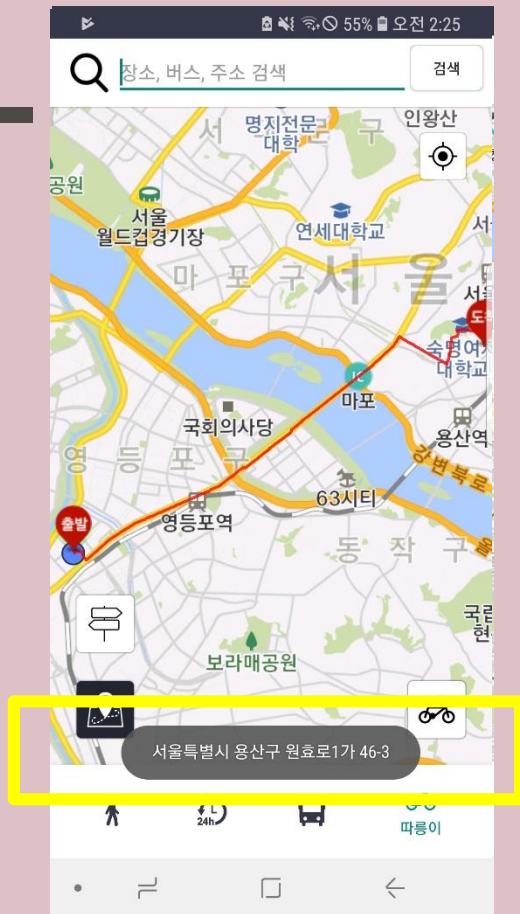 55% 오전 2:25
장소, 버스, 주소 검색
검색
명지전문
대학
구
인왕산
서
공원
서울
월드컵경기장
연세대학교
마 포 구
서 울
숙명여
대학교
마포
국회의사당
용산역
강변북로
영 등 포 구
63시티
출발
영등포역
동 작 구
국립
현
보라매공원
서울특별시 용산구 원효로1가 46-3
24h
따릉이